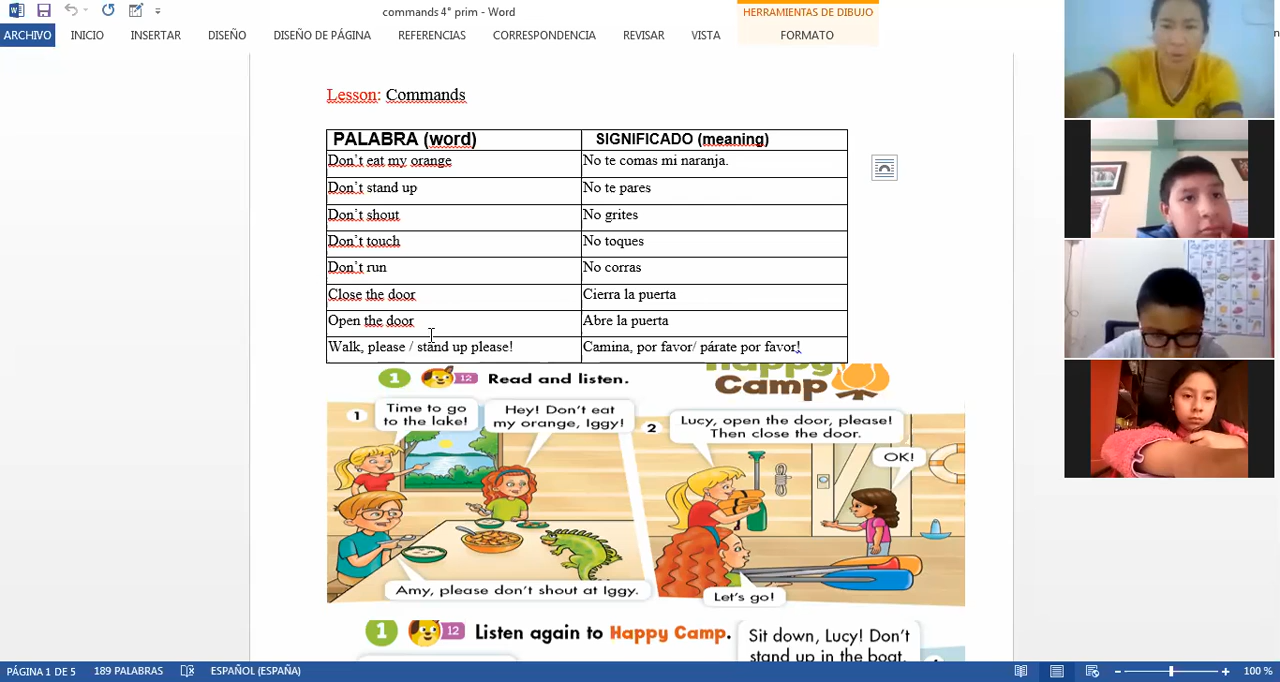 commands 4° prim - Word
HERRAMIENTAS DE DIBUJO
ARCHIVO INICIO INSERTAR DISEÑO DISEÑO DE PÁGINA REFERENCIAS CORRESPONDENCIA REVISAR VISTA FORMATO
Lesson: Commands
PALABRA (word) SIGNIFICADO (meaning)
Don't eat my orange No te comas mi naranja.
Don't stand up No te pares
Don't shout No grites
Don't touch No toques
Don't run No corras
Close the door Cierra la puerta
Open the door Abre la puerta
Walk, please / stand up please! Camina, por favor/ párate por favor!
1 12 Read and listen.
Happy
Camp
1
Time to go
to the lake!
Hey! Don't eat
my orange, Iggy!
2
Lucy, open the door, please!
Then close the door.
OK!
Amy, please don't shout at Iggy.
Let's go!
1 12 Listen again to Happy Camp.
Sit down, Lucy! Don't
stand up in the boat.
PÁGINA 1 DE 5 189 PALABRAS ESPAÑOL (ESPAÑA) 100 %